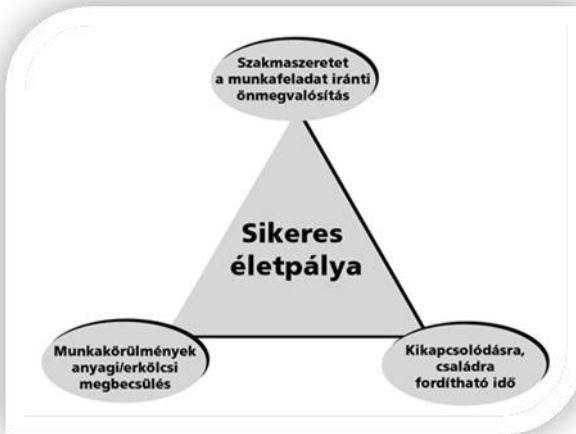 Szakmaszeretet
a munkafeladat iránti
önmegvalósítás
Sikeres
életpálya
Munkakörülmények
anyagi/erkölcsi
megbecsülés
Kikapcsolódásra,
családra
fordítható idő